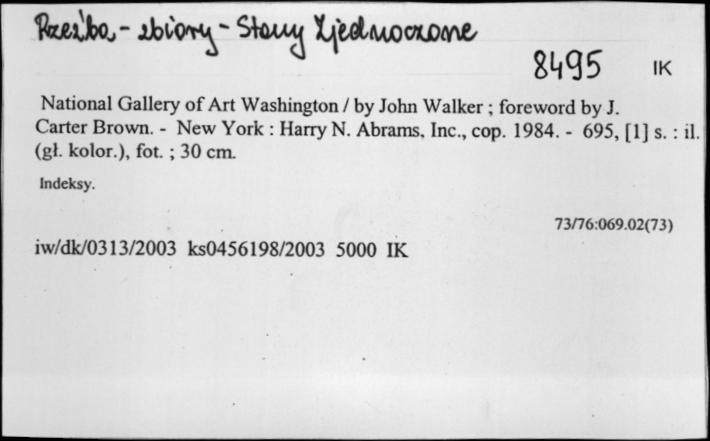 Rzeźba - zbiory - Stany Zjednoczone
8495 IK
National Gallery of Art Washington / by John Walker ; foreword by J.
Carter Brown. - New York : Harry N. Abrams, Inc., cop. 1984. - 695, [1] s. : il.
(gł. kolor.), fot. ; 30 cm.
Indeksy.
73/76:069.02(73)
iw/dk/0313/2003 ks0456198/2003 5000 IK